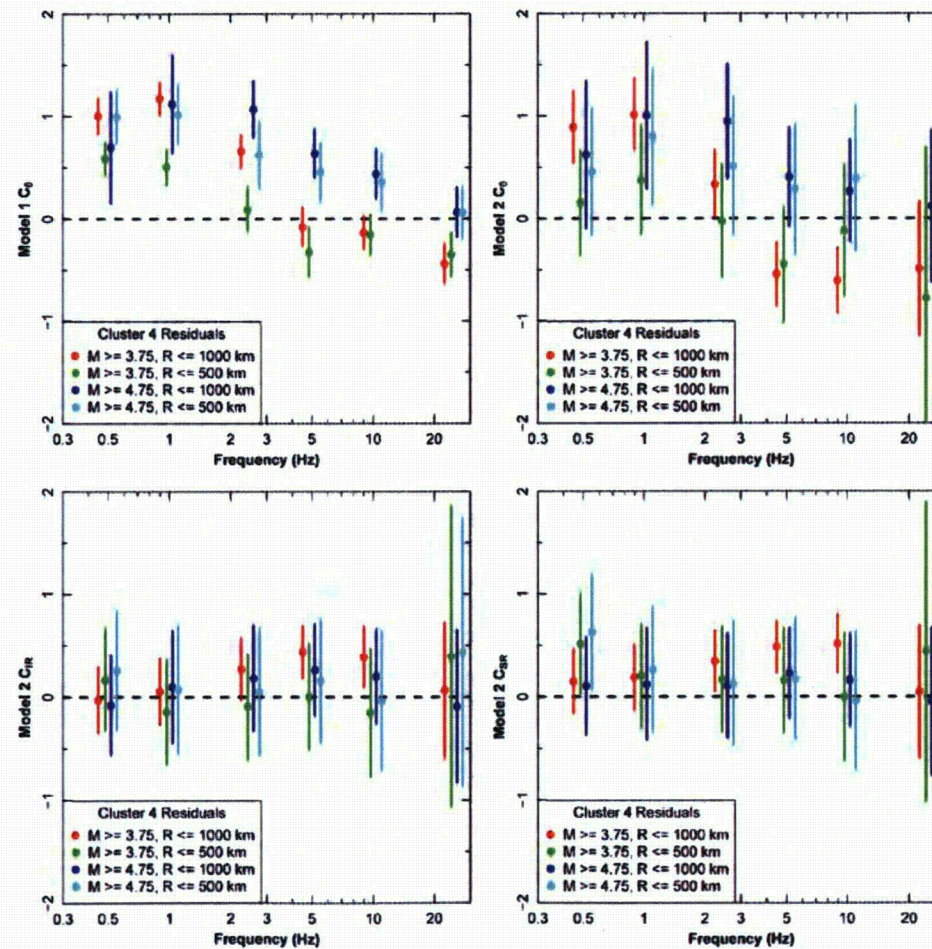 2
1
0
-1
-2
Model 1 C0
Cluster 4 Residuals
M >= 3.75, R <= 1000 km
M >= 3.75, R <= 500 km
M >= 4.75, R <= 1000 km
M >= 4.75, R <= 500 km
0.3 0.5 1 2 3 5 10 20
Frequency (Hz)
2
1
0
-1
-2
Model 2 C0
Cluster 4 Residuals
M >= 3.75, R <= 1000 km
M >= 3.75, R <= 500 km
M >= 4.75, R <= 1000 km
M >= 4.75, R <= 500 km
0.3 0.5 1 2 3 5 10 20
Frequency (Hz)
2
1
0
-1
-2
Model 2 CIR
Cluster 4 Residuals
M >= 3.75, R <= 1000 km
M >= 3.75, R <= 500 km
M >= 4.75, R <= 1000 km
M >= 4.75, R <= 500 km
0.3 0.5 1 2 3 5 10 20
Frequency (Hz)
2
1
0
-1
-2
Model 2 CSR
Cluster 4 Residuals
M >= 3.75, R <= 1000 km
M >= 3.75, R <= 500 km
M >= 4.75, R <= 1000 km
M >= 4.75, R <= 500 km
0.3 0.5 1 2 3 5 10 20
Frequency (Hz)